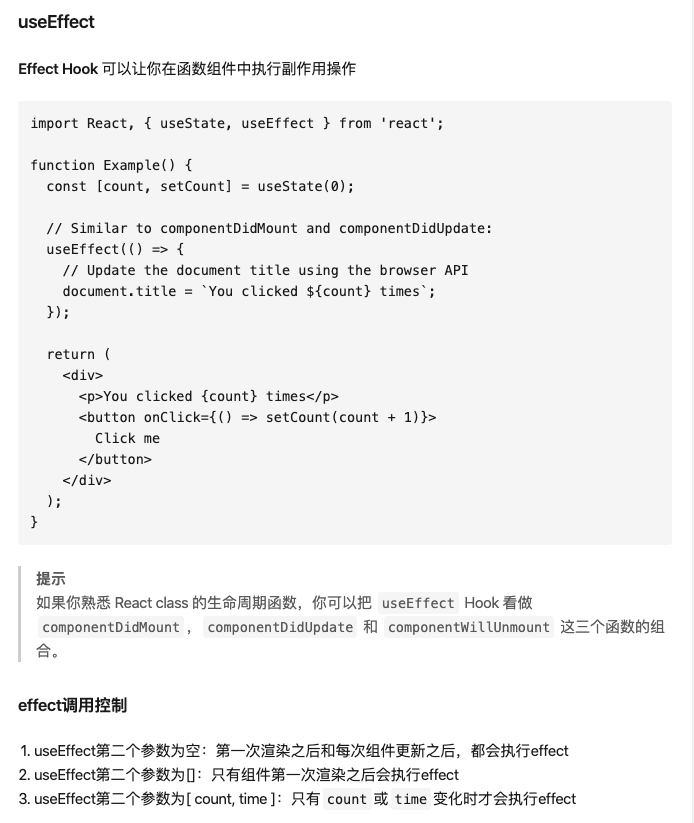 useEffect
Effect Hook 可以让你在函数组件中执行副作用操作
import React, { useState, useEffect } from 'react';
function Example() {
  const [count, setCount] = useState(0);
  // Similar to componentDidMount and componentDidUpdate:
  useEffect(() => {
    // Update the document title using the browser API
    document.title = `You clicked ${count} times`;
  });
  return (
    <div>
      <p>You clicked {count} times</p>
      <button onClick={() => setCount(count + 1)}>
        Click me
      </button>
    </div>
  );
}
提示
如果你熟悉 React class 的生命周期函数，你可以把 useEffect Hook 看做
componentDidMount ， componentDidUpdate 和 componentWillUnmount 这三个函数的组
合。
effect调用控制
1. useEffect第二个参数为空：第一次渲染之后和每次组件更新之后，都会执行effect
2. useEffect第二个参数为[]：只有组件第一次渲染之后会执行effect
3. useEffect第二个参数为[ count, time ]：只有 count 或 time 变化时才会执行effect